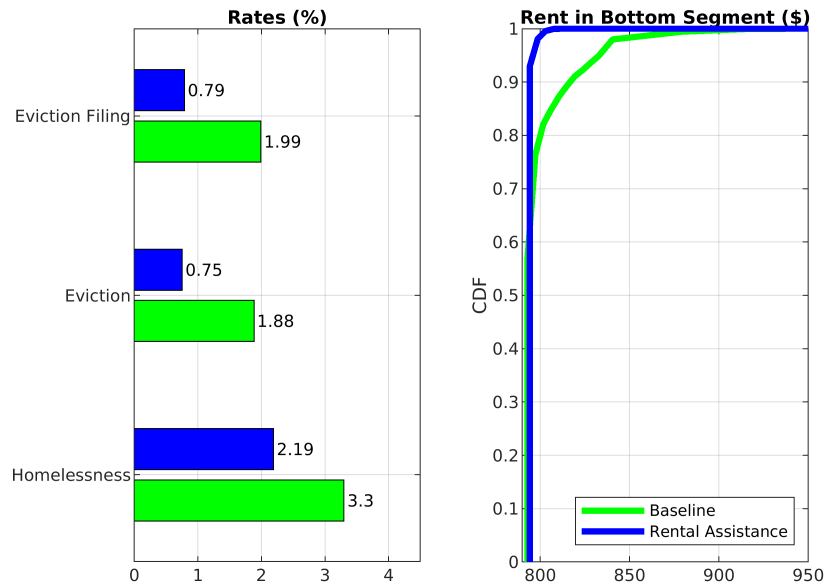 Rates (%)
Eviction Filing
0.79
1.99
Eviction
0.75
1.88
Homelessness
2.19
3.3
0 1 2 3 4
Rent in Bottom Segment ($)
CDF
1
0.9
0.8
0.7
0.6
0.5
0.4
0.3
0.2
0.1
0
Baseline
Rental Assistance
800 850 900 950